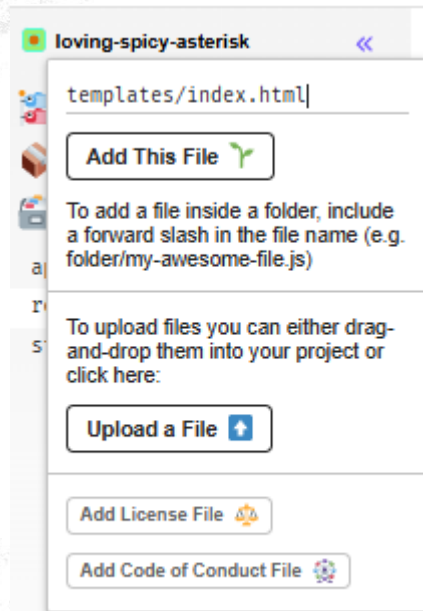 loving-spicy-asterisk
templates/index.html
Add This File
To add a file inside a folder, include
a forward slash in the file name (e.g.
folder/my-awesome-file.js)
To upload files you can either drag-
and-drop them into your project or
click here:
Upload a File
Add License File
Add Code of Conduct File